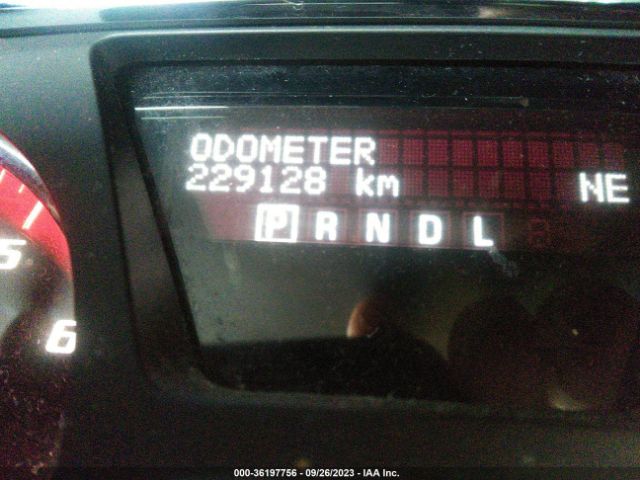 ODOMETER
229128 km NE
P R N D L
5
6
000-36197756 - 09/26/2023 - IAA Inc.